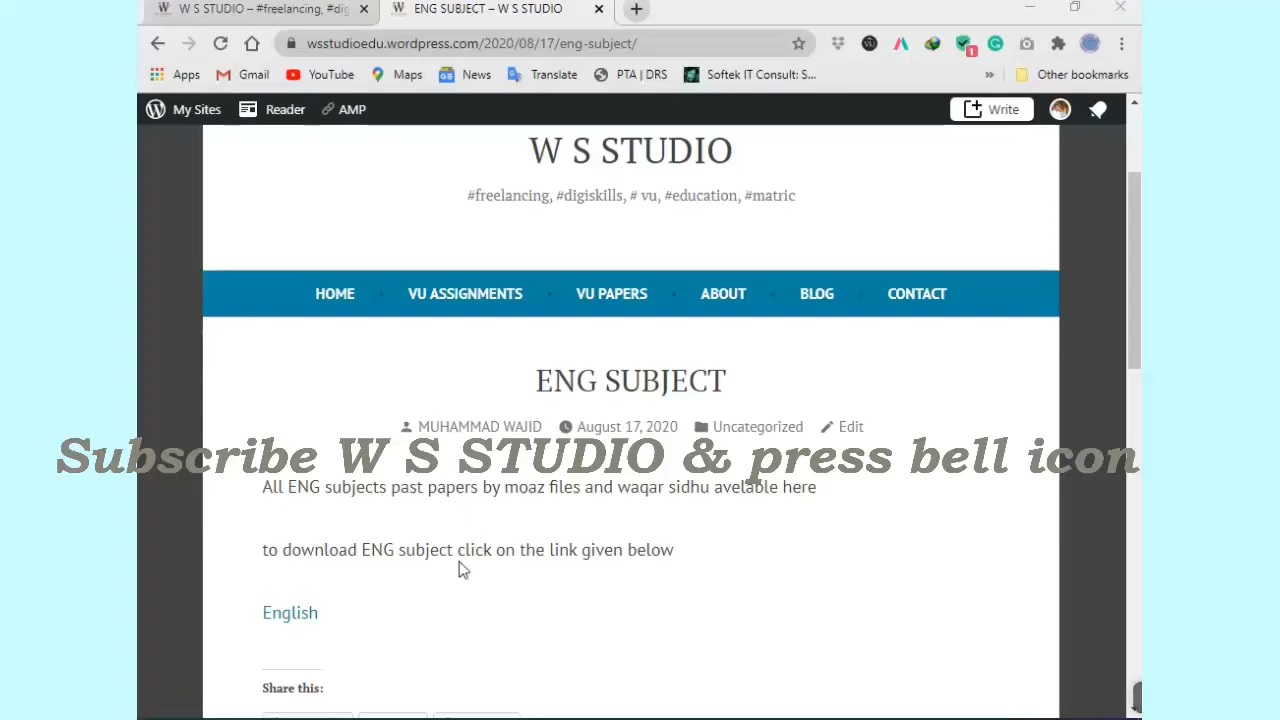 W S STUDIO – #freelancing, #dig
ENG SUBJECT – W S STUDIO
wsstudioedu.wordpress.com/2020/08/17/eng-subject/
Apps Gmail YouTube Maps News Translate PTA | DRS Softek IT Consult: S... » Other bookmarks
My Sites Reader AMP Write
W S STUDIO
#freelancing, #digiskills, # vu, #education, #matric
HOME VU ASSIGNMENTS VU PAPERS ABOUT BLOG CONTACT
ENG SUBJECT
MUHAMMAD WAJID August 17, 2020 Uncategorized Edit
Subscribe W S STUDIO & press bell icon
All ENG subjects past papers by moaz files and waqar sidhu avelable here
to download ENG subject click on the link given below
English
Share this: